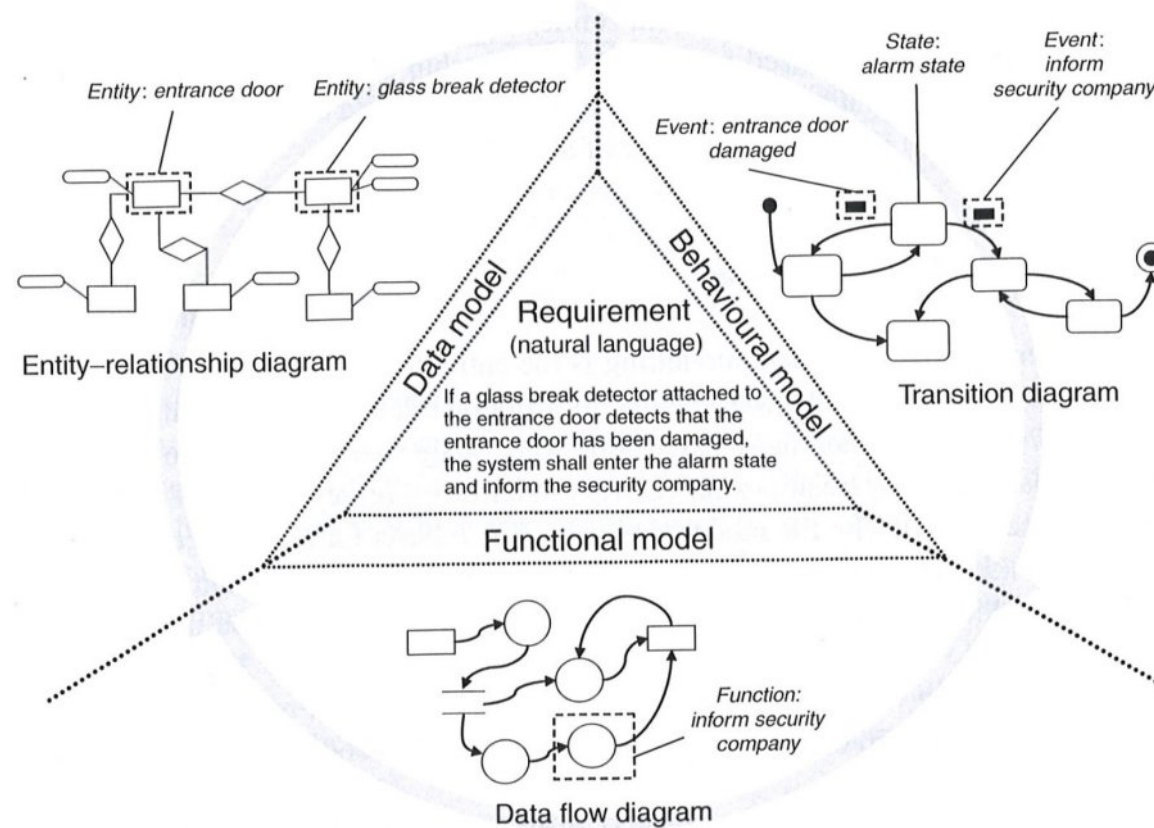 Entity: entrance door
Entity: glass break detector
Entity–relationship diagram
State:
alarm state
Event:
inform
security company
Event: entrance door
damaged
Transition diagram
Data model
Behavioural model
Requirement
(natural language)
If a glass break detector attached to
the entrance door detects that the
entrance door has been damaged,
the system shall enter the alarm state
and inform the security company.
Functional model
Function:
inform security
company
Data flow diagram